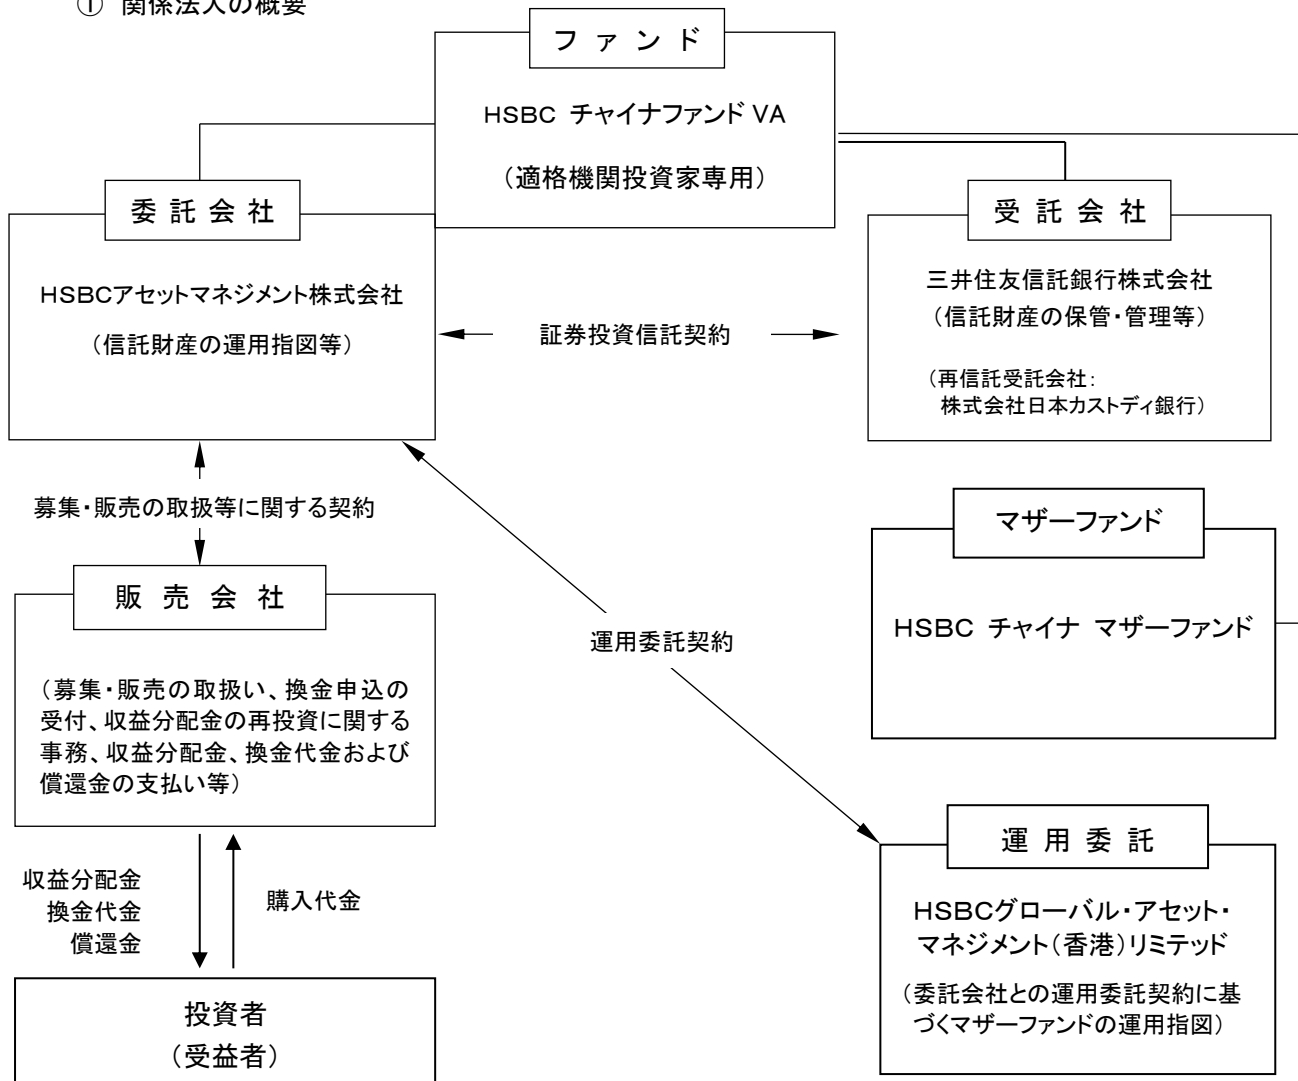 ① 関係法人の概要
ファンド
HSBC チャイナファンド VA
(適格機関投資家専用)
委託会社
HSBCアセットマネジメント株式会社
(信託財産の運用指図等)
証券投資信託契約
受託会社
三井住友信託銀行株式会社
(信託財産の保管・管理等)
(再信託受託会社:
株式会社日本カストディ銀行)
募集・販売の取扱等に関する契約
マザーファンド
HSBC チャイナ マザーファンド
販売会社
(募集・販売の取扱い、換金申込の
受付、収益分配金の再投資に関する
事務、収益分配金、換金代金および
償還金の支払い等)
運用委託契約
収益分配金
換金代金
償還金
購入代金
運用委託
HSBCグローバル・アセット・
マネジメント(香港)リミテッド
(委託会社との運用委託契約に基
づくマザーファンドの運用指図)
投資者
(受益者)